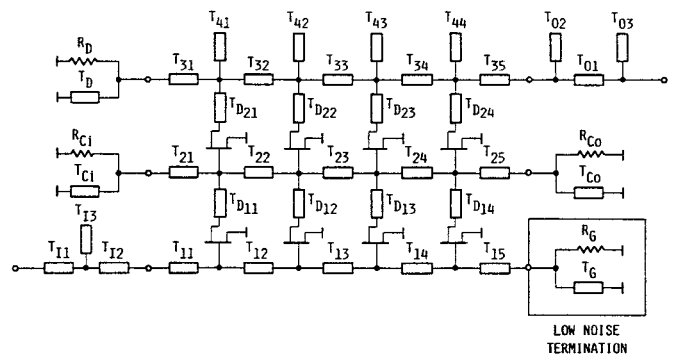 T41 T42 T43 T44 T02 T03
RD
TD
T31 T32 T33 T34 T35 T01
TD21 TD22 TD23 TD24
RCi
TCi
T21 T22 T23 T24 T25
RCo
TCo
TD11 TD12 TD13 TD14
TI3
TI1 TI2 T11 T12 T13 T14 T15
RG
TG
LOW NOISE
TERMINATION